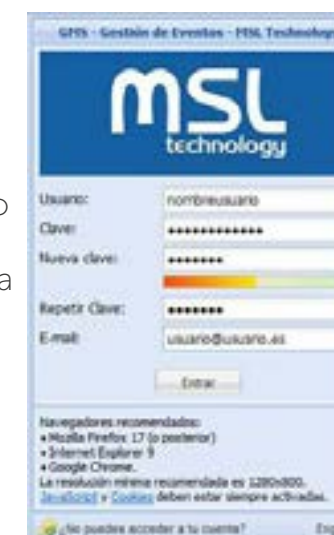 GMS - Gestión de Eventos - MSL Technology
MSL
technology
o
Usuario: nombreusuario
Clave: ••••••••••••
Nueva clave: •••••••
a
Repetir Clave: •••••••
E-mail: usuario@usuario.es
Entrar
Navegadores recomendados:
• Mozilla Firefox 17 (o posterior)
• Internet Explorer 9
• Google Chrome.
La resolución mínima recomendada es 1280x800.
JavaScript y Cookies deben estar siempre activadas.
¿No puedes acceder a tu cuenta?